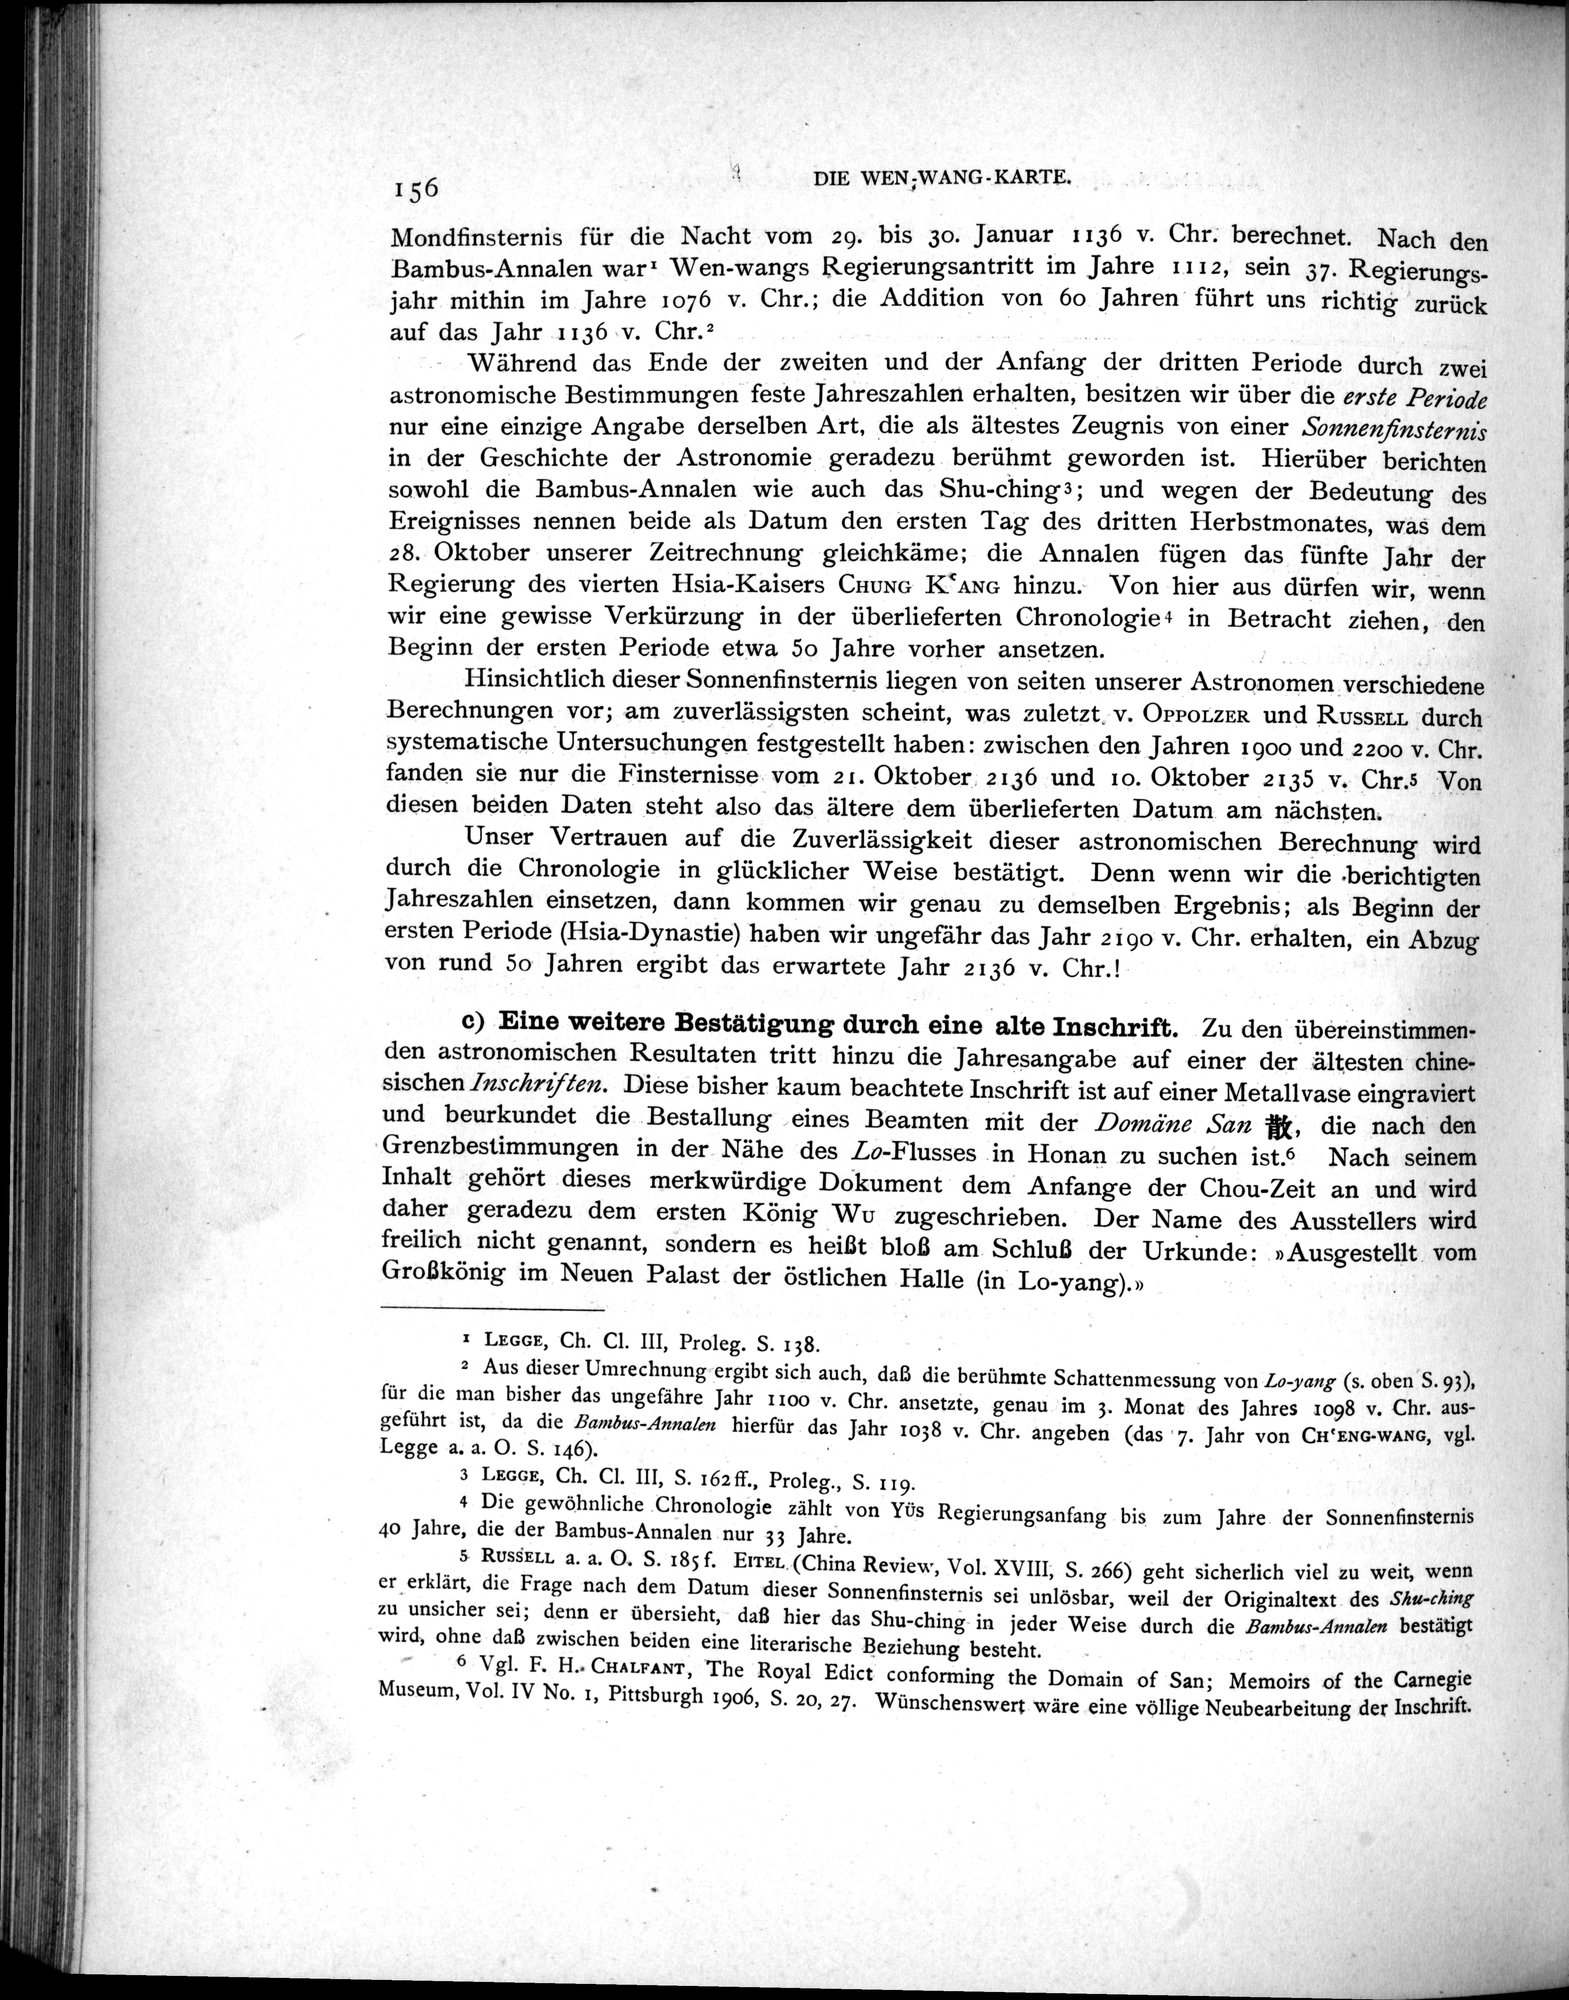 156 DIE WEN-WANG-KARTE.
Mondfinsternis für die Nacht vom 29. bis 30. Januar 1136 v. Chr. berechnet. Nach den
Bambus-Annalen war¹ Wen-wangs Regierungsantritt im Jahre 1112, sein 37. Regierungs-
jahr mithin im Jahre 1076 v. Chr.; die Addition von 60 Jahren führt uns richtig zurück
auf das Jahr 1136 v. Chr.²
Während das Ende der zweiten und der Anfang der dritten Periode durch zwei
astronomische Bestimmungen feste Jahreszahlen erhalten, besitzen wir über die erste Periode
nur eine einzige Angabe derselben Art, die als ältestes Zeugnis von einer Sonnenfinsternis
in der Geschichte der Astronomie geradezu berühmt geworden ist. Hierüber berichten
sowohl die Bambus-Annalen wie auch das Shu-ching³; und wegen der Bedeutung des
Ereignisses nennen beide als Datum den ersten Tag des dritten Herbstmonates, was dem
28. Oktober unserer Zeitrechnung gleichkäme; die Annalen fügen das fünfte Jahr der
Regierung des vierten Hsia-Kaisers CHUNG KʿANG hinzu. Von hier aus dürfen wir, wenn
wir eine gewisse Verkürzung in der überlieferten Chronologie⁴ in Betracht ziehen, den
Beginn der ersten Periode etwa 50 Jahre vorher ansetzen.
Hinsichtlich dieser Sonnenfinsternis liegen von seiten unserer Astronomen verschiedene
Berechnungen vor; am zuverlässigsten scheint, was zuletzt v. OPPOLZER und RUSSELL durch
systematische Untersuchungen festgestellt haben: zwischen den Jahren 1900 und 2200 v. Chr.
fanden sie nur die Finsternisse vom 21. Oktober 2136 und 10. Oktober 2135 v. Chr.⁵ Von
diesen beiden Daten steht also das ältere dem überlieferten Datum am nächsten.
Unser Vertrauen auf die Zuverlässigkeit dieser astronomischen Berechnung wird
durch die Chronologie in glücklicher Weise bestätigt. Denn wenn wir die berichtigten
Jahreszahlen einsetzen, dann kommen wir genau zu demselben Ergebnis; als Beginn der
ersten Periode (Hsia-Dynastie) haben wir ungefähr das Jahr 2190 v. Chr. erhalten, ein Abzug
von rund 50 Jahren ergibt das erwartete Jahr 2136 v. Chr.!
c) Eine weitere Bestätigung durch eine alte Inschrift. Zu den übereinstimmen-
den astronomischen Resultaten tritt hinzu die Jahresangabe auf einer der ältesten chine-
sischen Inschriften. Diese bisher kaum beachtete Inschrift ist auf einer Metallvase eingraviert
und beurkundet die Bestallung eines Beamten mit der Domäne San 散, die nach den
Grenzbestimmungen in der Nähe des Lo-Flusses in Honan zu suchen ist.⁶ Nach seinem
Inhalt gehört dieses merkwürdige Dokument dem Anfange der Chou-Zeit an und wird
daher geradezu dem ersten König WU zugeschrieben. Der Name des Ausstellers wird
freilich nicht genannt, sondern es heißt bloß am Schluß der Urkunde: »Ausgestellt vom
Großkönig im Neuen Palast der östlichen Halle (in Lo-yang).»
¹ LEGGE, Ch. Cl. III, Proleg. S. 138.
² Aus dieser Umrechnung ergibt sich auch, daß die berühmte Schattenmessung von Lo-yang (s. oben S. 93),
für die man bisher das ungefähre Jahr 1100 v. Chr. ansetzte, genau im 3. Monat des Jahres 1098 v. Chr. aus-
geführt ist, da die Bambus-Annalen hierfür das Jahr 1038 v. Chr. angeben (das 7. Jahr von CHʿENG-WANG, vgl.
Legge a. a. O. S. 146).
³ LEGGE, Ch. Cl. III, S. 162 ff., Proleg., S. 119.
⁴ Die gewöhnliche Chronologie zählt von YÜS Regierungsanfang bis zum Jahre der Sonnenfinsternis
40 Jahre, die der Bambus-Annalen nur 33 Jahre.
⁵ RUSSELL a. a. O. S. 185 f. EITEL (China Review, Vol. XVIII, S. 266) geht sicherlich viel zu weit, wenn
er erklärt, die Frage nach dem Datum dieser Sonnenfinsternis sei unlösbar, weil der Originaltext des Shu-ching
zu unsicher sei; denn er übersieht, daß hier das Shu-ching in jeder Weise durch die Bambus-Annalen bestätigt
wird, ohne daß zwischen beiden eine literarische Beziehung besteht.
⁶ Vgl. F. H. CHALFANT, The Royal Edict conforming the Domain of San; Memoirs of the Carnegie
Museum, Vol. IV No. 1, Pittsburgh 1906, S. 20, 27. Wünschenswert wäre eine völlige Neubearbeitung der Inschrift.